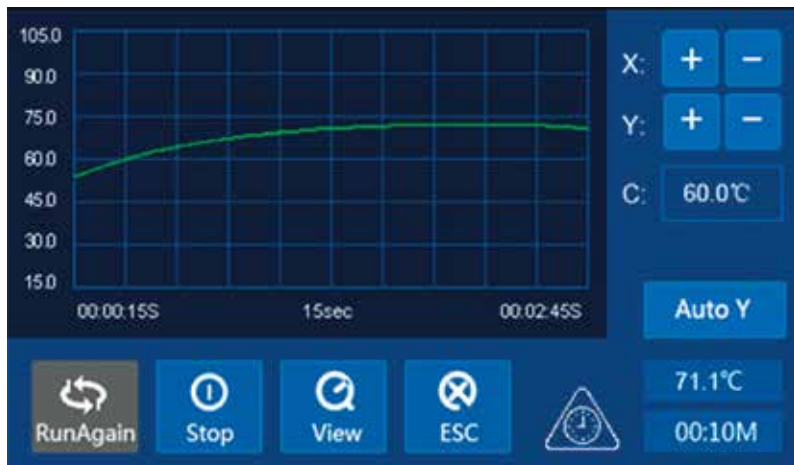 105.0
90.0
75.0
60.0
45.0
30.0
15.0
00:00:15S 15sec 00:02:45S
X: + −
Y: + −
C: 60.0℃
Auto Y
71.1℃
00:10M
RunAgain Stop View ESC